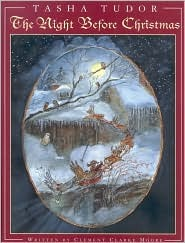 TASHA TUDOR
The Night Before Christmas
WRITTEN BY CLEMENT CLARKE MOORE